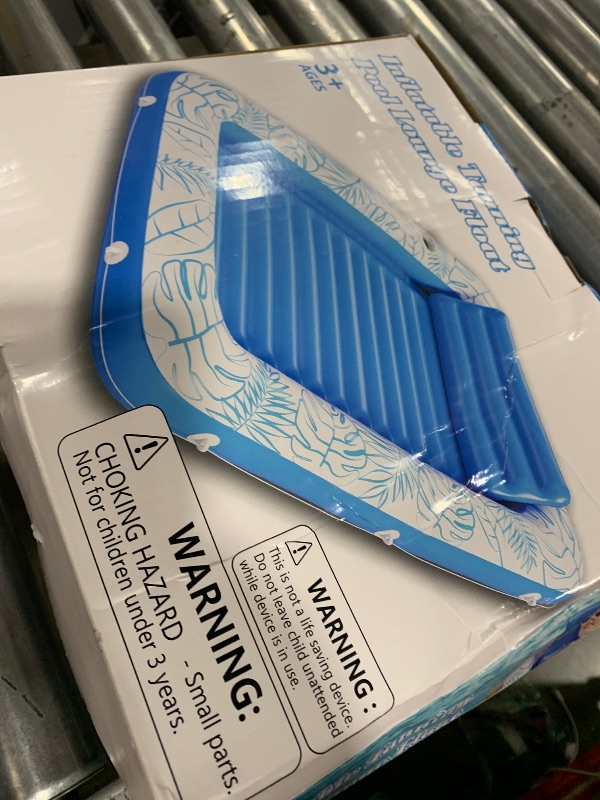 Inflatable Tanning
Pool Lounge Float
3+
AGES
WARNING:
CHOKING HAZARD - Small parts.
Not for children under 3 years.
WARNING:
This is not a life saving device.
Do not leave child unattended
while device is in use.